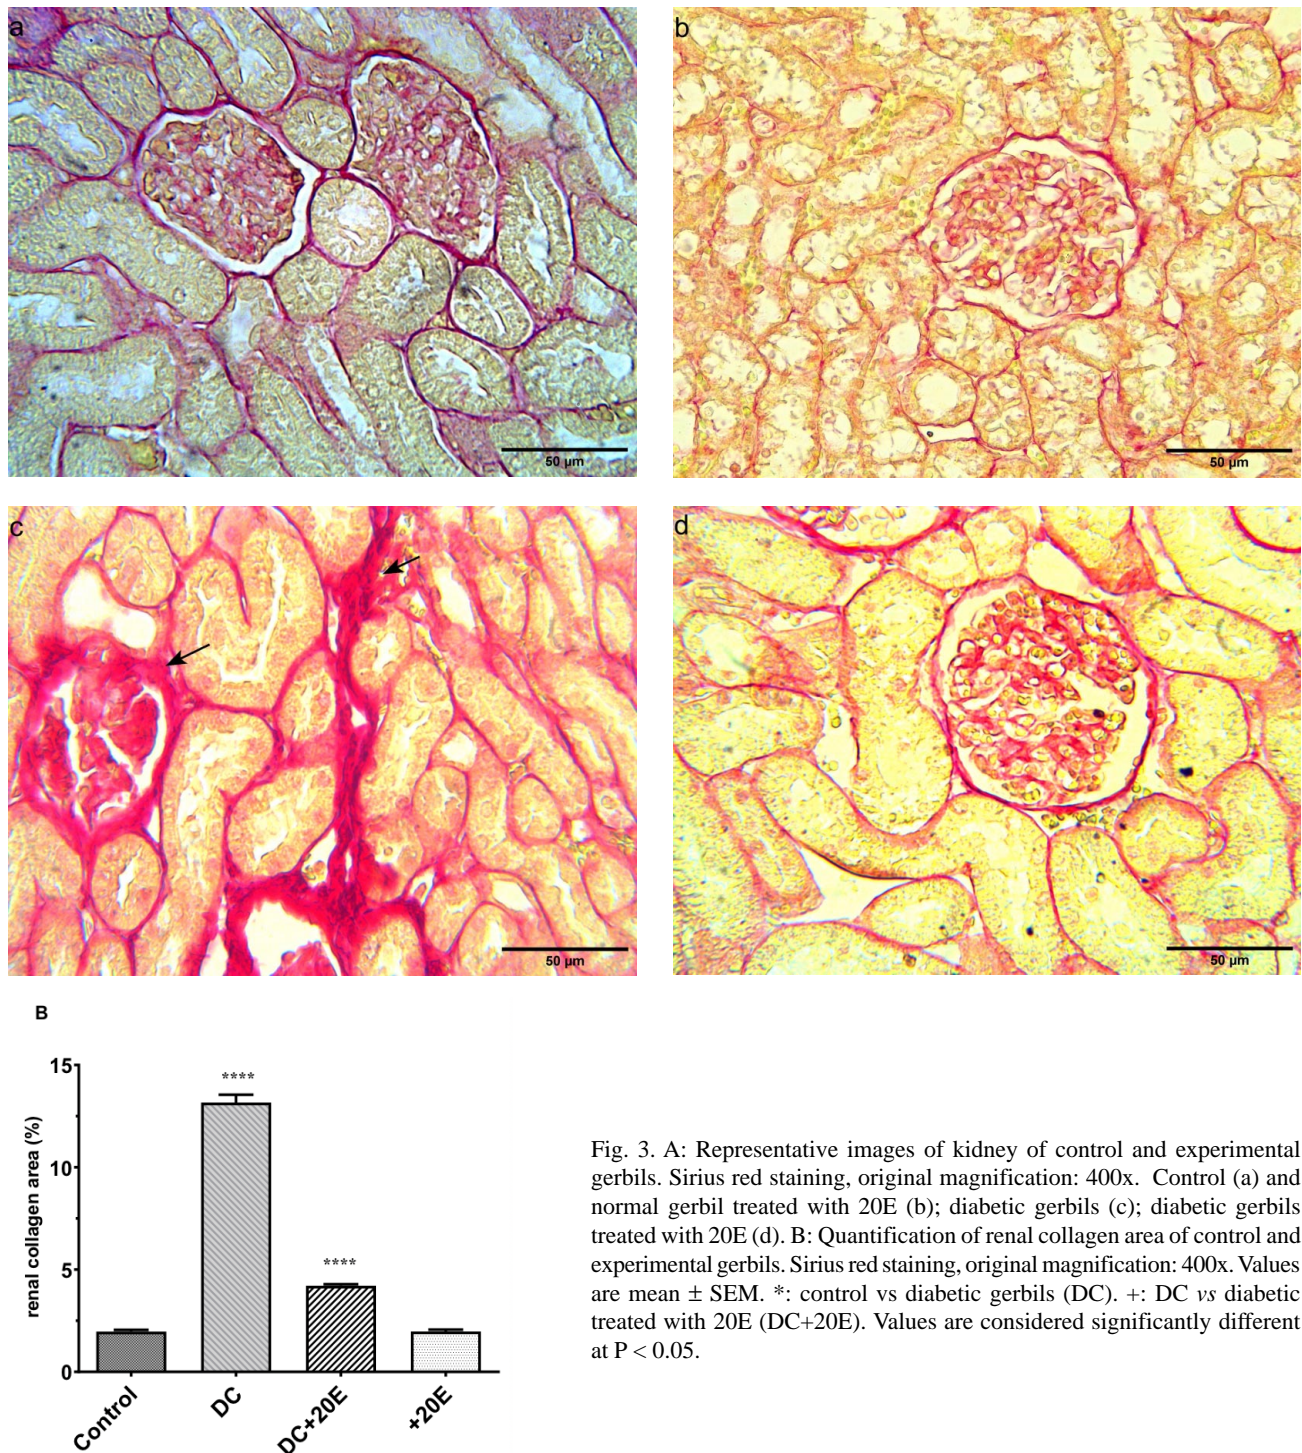 a
b
50 µm
50 µm
c
d
50 µm
50 µm
B
15
10
5
0
renal collagen area (%)
****
****
Control
DC
DC+20E
+20E
Fig. 3. A: Representative images of kidney of control and experimental
gerbils. Sirius red staining, original magnification: 400x. Control (a) and
normal gerbil treated with 20E (b); diabetic gerbils (c); diabetic gerbils
treated with 20E (d). B: Quantification of renal collagen area of control and
experimental gerbils. Sirius red staining, original magnification: 400x. Values
are mean ± SEM. *: control vs diabetic gerbils (DC). +: DC vs diabetic
treated with 20E (DC+20E). Values are considered significantly different
at P < 0.05.